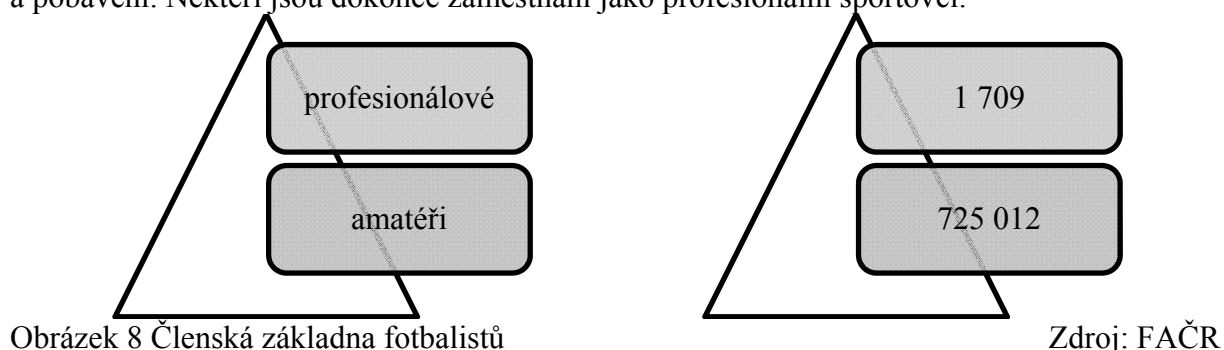 a pobavení. Někteří jsou dokonce zaměstnáni jako profesionální sportovci.
profesionálové
1 709
amatéři
725 012
Obrázek 8 Členská základna fotbalistů Zdroj: FAČR